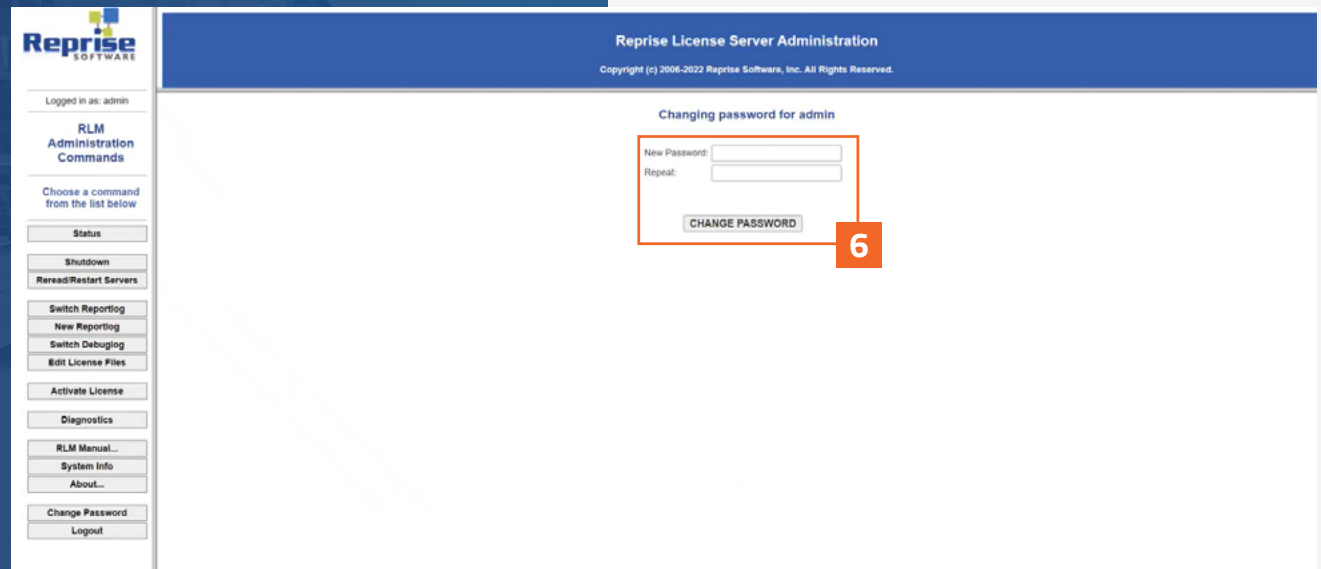 Reprise
SOFTWARE
Reprise License Server Administration
Copyright (c) 2006-2022 Reprise Software, Inc. All Rights Reserved.
Logged in as: admin
RLM
Administration
Commands
Choose a command
from the list below
Status
Shutdown
Reread/Restart Servers
Switch Reportlog
New Reportlog
Switch Debuglog
Edit License Files
Activate License
Diagnostics
RLM Manual...
System Info
About...
Change Password
Logout
Changing password for admin
New Password:
Repeat:
CHANGE PASSWORD
6